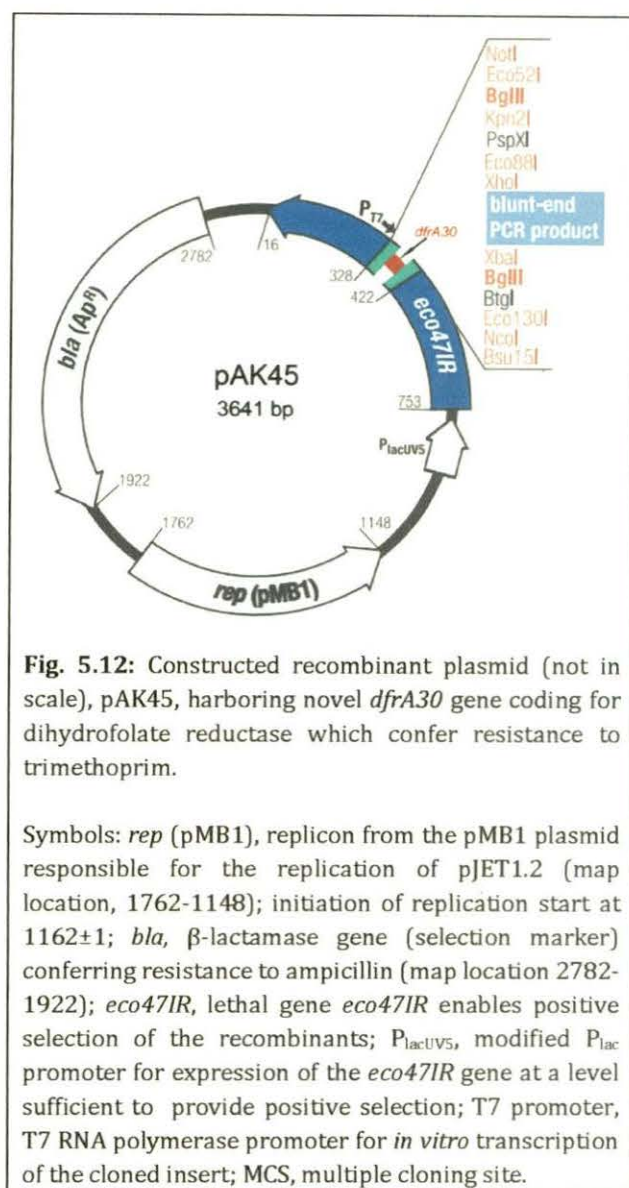 NotI
Eco52I
BglII
Kpn2I
PspXI
Eco88I
XhoI
blunt-end
PCR product
XbaI
BglII
BtgI
Eco130I
NcoI
Bsu15I
PT7
dfrA30
16
328
422
eco47IR
753
PlacUV5
1148
rep (pMB1)
1762
1922
bla (ApR)
2782
pAK45
3641 bp
Fig. 5.12: Constructed recombinant plasmid (not in
scale), pAK45, harboring novel dfrA30 gene coding for
dihydrofolate reductase which confer resistance to
trimethoprim.
Symbols: rep (pMB1), replicon from the pMB1 plasmid
responsible for the replication of pJET1.2 (map
location, 1762-1148); initiation of replication start at
1162±1; bla, β-lactamase gene (selection marker)
conferring resistance to ampicillin (map location 2782-
1922); eco47IR, lethal gene eco47IR enables positive
selection of the recombinants; PlacUV5, modified Plac
promoter for expression of the eco47IR gene at a level
sufficient to provide positive selection; T7 promoter,
T7 RNA polymerase promoter for in vitro transcription
of the cloned insert; MCS, multiple cloning site.